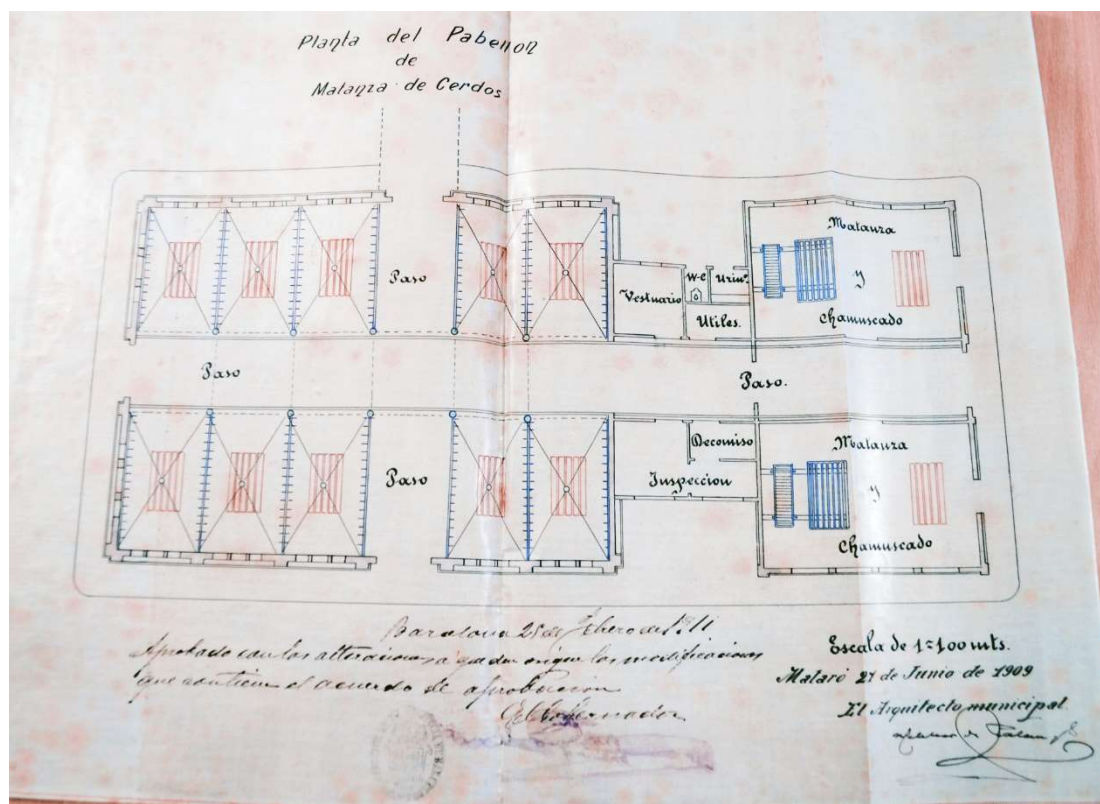 Planta del Pabellon
de
Matanza de Cerdos
Matanza
Paso
Vestuario
W-C
Urinº.
Utiles.
y
Chamuscado
Paso
Paso.
Paso
Decomiso
Inspeccion
Matanza
y
Chamuscado
Barcelona 25 de Febrero de 1911
Aprobado con las alteraciones a que dan origen las modificaciones
que contiene el acuerdo de aprobacion
El Gobernador
Escala de 1=100 mts.
Mataró 21 de Junio de 1909
El Arquitecto municipal